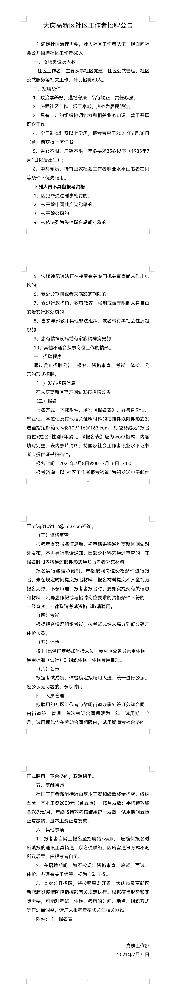 大庆高新区社区工作者招聘公告
为满足社区治理需要，壮大社区工作者队伍，现面向社
会公开招聘社区工作者60人。
一、招聘岗位及人数
社区工作者，主要从事社区党建、社区公共管理、社区
公共服务等相关工作，计划招聘60人。
二、招聘条件
1、政治素养好，遵纪守法，品行端正，责任心强；
2、热爱社区工作，乐于奉献，热心为居民服务；
3、具有一定的组织协调能力和相关业务知识，善于开展
群众工作；
4、全日制本科及以上学历，报考者应于2021年6月30日
（含）前获得学历证书；
5、男女不限，户籍不限，年龄要求35岁以下（1985年7
月1日以后出生）；
6、中共党员、持有国家社会工作者职业水平证书者在同
等条件下优先聘用。
下列人员不具备报考资格：
1、因犯罪受过刑事处罚的；
2、被开除中国共产党党籍的；
3、被开除公职的；
4、被依法列为失信联合惩戒对象的；
1
5、涉嫌违纪违法正在接受有关专门机关审查尚未作出结
论的；
6、受处分期间或者未满影响期限的；
7、受过行政拘留、收容教养、强制戒毒等限制人身自由
的治安行政处罚的；
8、曾参与邪教和其他非法组织，或者带有黑社会性质组
织的；
9、患有精神疾病或有家族精神病史的；
10、其他不适合从事岗位工作的情形。
三、招聘程序
通过发布招聘公告、报名、资格审查、考试、体检、公
示的形式招聘。
（一）发布招聘信息
在大庆高新区官方网站发布招聘公告。
（二）报名
报名方式：下载附件，填写《报名表》，并与身份证、
毕业证、学位证及其他相关证明材料的扫描件以附件形式发
送至指定邮箱rcfwj8109116@163.com，标题务必为“报名
岗位+姓名+性别+年龄”。《报名表》应为word格式，内容
填写完整，表内照片清晰；持国家社会工作者职业水平证书
者应提供证书扫描件。
报名时间：2021年7月8日9:00 -7月15日17:00
报考咨询：以“社区工作者报考咨询”为题发送电子邮件
2
至rcfwj8109116@163.com咨询。
（三）资格审查
报考者提交报名信息后，初审结果将通过高新区网站对
外发布，不再另行电话通知，因缺少材料未通过审查的，在
报名时限内将通过邮件形式通知报考者补充材料。
报名实行诚信承诺制，严格按照岗位资格条件进行报
名，未在规定时间提交报名材料、报名材料提交不齐全视为
报名无效，不予审理。报考者报名时，要如实提交有关信息
和材料，凡弄虚作假或与招聘岗位要求的资格条件不符的，
一经查实，一律取消考试资格或取消聘用。
（四）考试
根据报名情况组织考试，按考试成绩从高分到低分确定
体检人员。
（五）体检
按1:1比例确定参加体检人员，参照《公务员录用体检
通用标准（试行）》组织体检，体检费用自理。
（六）公示
根据考试成绩、体检确定拟聘用人选，统一进行公示。
经公示无问题的，予以聘用。
四、人员管理
拟聘用的社区工作者与黎明街道办事处签订劳动合同，
由街道统一管理，首次签订合同期限为一年，试用期一个
月，试用期包含在劳动合同期限内。试用期满考核合格的，
3
正式聘用；不合格的，取消聘用。
五、薪酬待遇
社区工作者薪酬待遇由基本工资和绩效奖金构成，缴纳
五险，基本工资2000元（含五险），按月发放；平均绩效奖
金787元/月，年终按绩效考核结果统一发放。试用期间五险
正常缴纳，基本工资正常发放。
六、其他事项
1、报考者自网上报名至招聘结束期间，应确保报名时
所填报的通讯工具畅通，以方便联络；因所留通讯方式不畅
所致后果，由报考者自负。
2、在招聘期间，如不按规定资格审查、笔试、面试、
体检、办理有关手续等，视为自动弃权。
3、本次公开招聘，将按照黑龙江省、大庆市及高新区
新冠肺炎疫情防控指挥部有关规定执行。根据疫情形势和实
际需要，可能对考试、体检、考察的时间、地点、组织方式
等作适当调整，请广大报考者密切关注相关网站。
附件： 1、报名表
党群工作部
2021年7月7 日
4